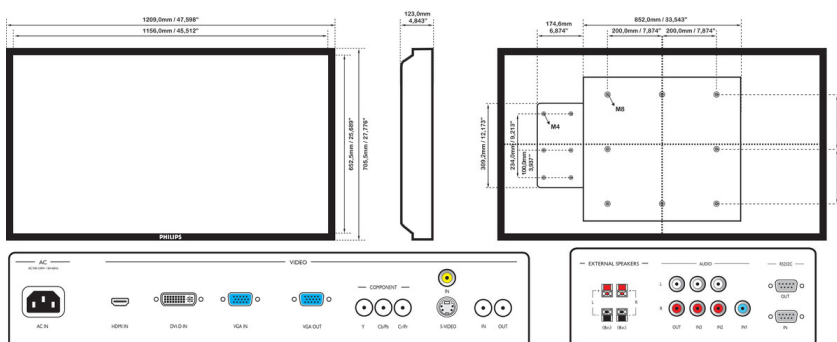 1209,0mm / 47,598"
1156,0mm / 45,512"
652,5mm / 25,689"
705,5mm / 27,776"
PHILIPS
123,0mm
4,843"
174,6mm
6,874"
852,0mm / 33,543"
200,0mm / 7,874"
200,0mm / 7,874"
M8
M4
309,2mm / 12,173"
234,0mm / 9,213"
100,0mm
3,937"
AC
VIDEO
COMPONENT
IN
AC IN
HDMI IN
DVI-D IN
VGA IN
VGA OUT
Y
Cb/Pb
Cr/Pr
S-VIDEO
IN
OUT
EXTERNAL SPEAKERS
AUDIO
RS232C
L
R
L
R
OUT
IN3
IN2
IN1
OUT
IN